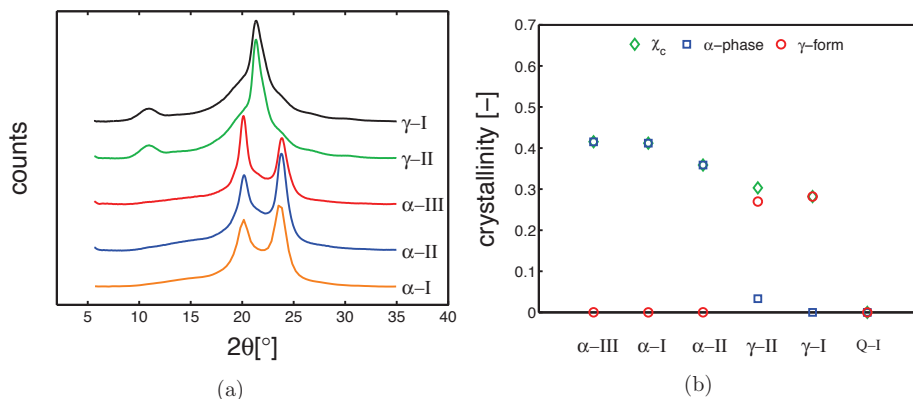 counts
γ–I
γ–II
α–III
α–II
α–I
5 10 15 20 25 30 35 40
2θ[°]
(a)
crystallinity [–]
0.7
0.6
0.5
0.4
0.3
0.2
0.1
0
χc α–phase γ–form
α–III α–I α–II γ–II γ–I Q–I
(b)